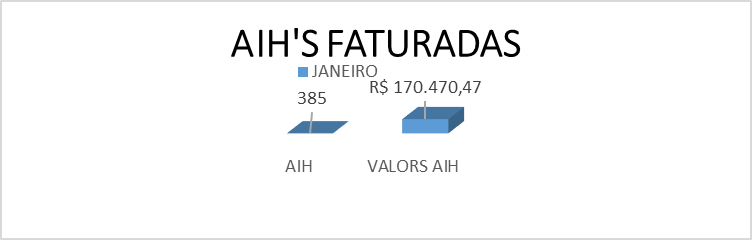 AIH'S FATURADAS
JANEIRO
385
R$ 170.470,47
AIH
VALORS AIH